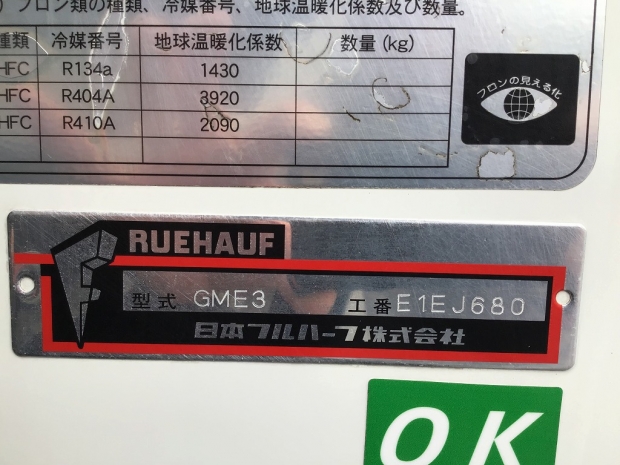 ）フロン類の種類、冷媒番号、地球温暖化係数及び数量。
種類 冷媒番号 地球温暖化係数 数量 (kg)
HFC R134a 1430
HFC R404A 3920
HFC R410A 2090
フロンの見える化
RUEHAUF
型式 GME3 工番 E1EJ680
日本フルハーフ株式会社
OK